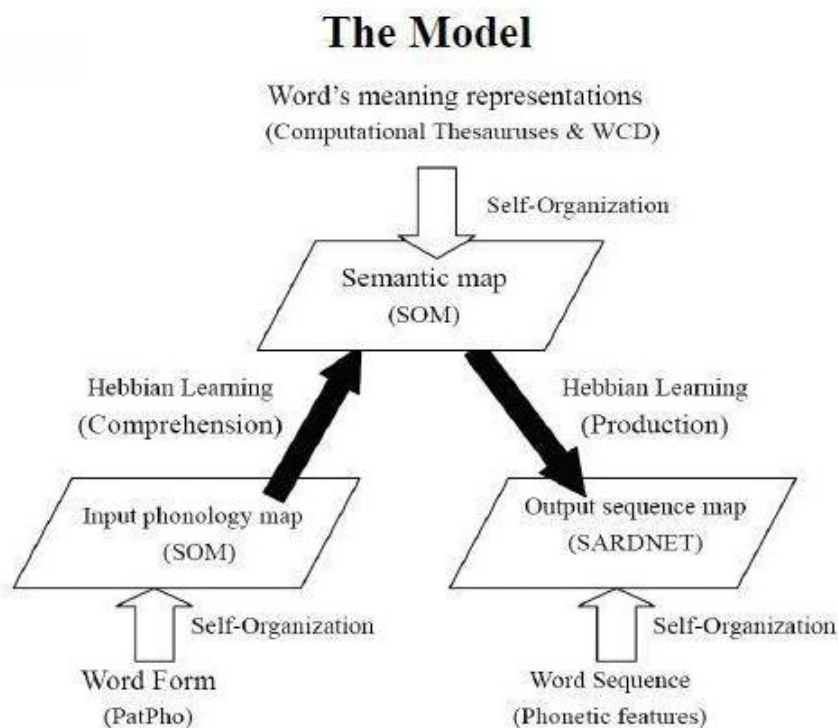 The Model
Word's meaning representations
(Computational Thesauruses & WCD)
Self-Organization
Semantic map
(SOM)
Hebbian Learning
(Comprehension)
Hebbian Learning
(Production)
Input phonology map
(SOM)
Output sequence map
(SARDNET)
Self-Organization
Self-Organization
Word Form
(PatPho)
Word Sequence
(Phonetic features)